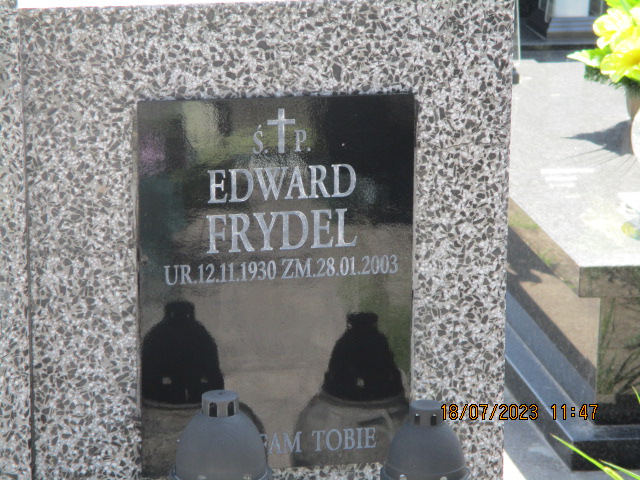 Ś. P.
EDWARD
FRYDEL
UR.12.11.1930 ZM.28.01.2003
TOBIE
18/07/2023 11:47